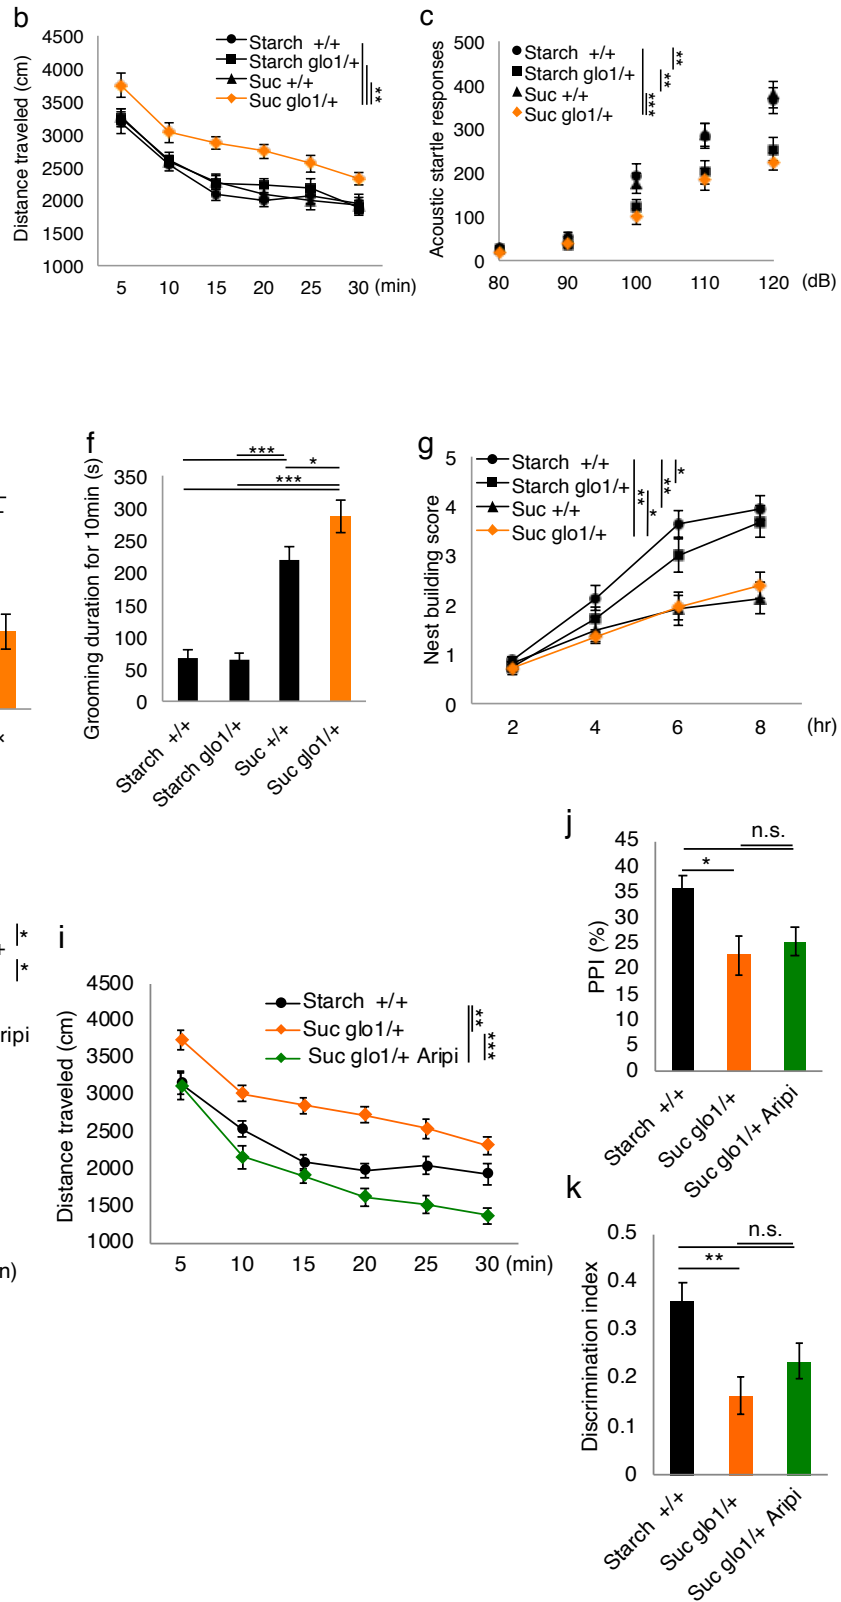 b
4500
4000
3500
3000
2500
2000
1500
1000
Distance traveled (cm)
Starch +/+
Starch glo1/+
Suc +/+
Suc glo1/+
**
5 10 15 20 25 30 (min)
c
500
400
300
200
100
0
Acoustic startle responses
Starch +/+
Starch glo1/+
Suc +/+
Suc glo1/+
***
**
**
80 90 100 110 120 (dB)
f
*** 
*
***
350
300
250
200
150
100
50
0
Grooming duration for 10min (s)
Starch +/+
Starch glo1/+
Suc +/+
Suc glo1/+
g
5
4
3
2
1
0
Nest building score
Starch +/+
Starch glo1/+
Suc +/+
Suc glo1/+
**
*
**
*
2 4 6 8 (hr)
*
+
*
*
ripi
n)
i
4500
4000
3500
3000
2500
2000
1500
1000
Distance traveled (cm)
Starch +/+
Suc glo1/+
Suc glo1/+ Aripi
**
***
5 10 15 20 25 30 (min)
j
45
40
35
30
25
20
15
10
5
0
PPI (%)
n.s.
*
Starch +/+
Suc glo1/+
Suc glo1/+ Aripi
k
0.5
0.4
0.3
0.2
0.1
0
Discrimination index
n.s.
**
Starch +/+
Suc glo1/+
Suc glo1/+ Aripi